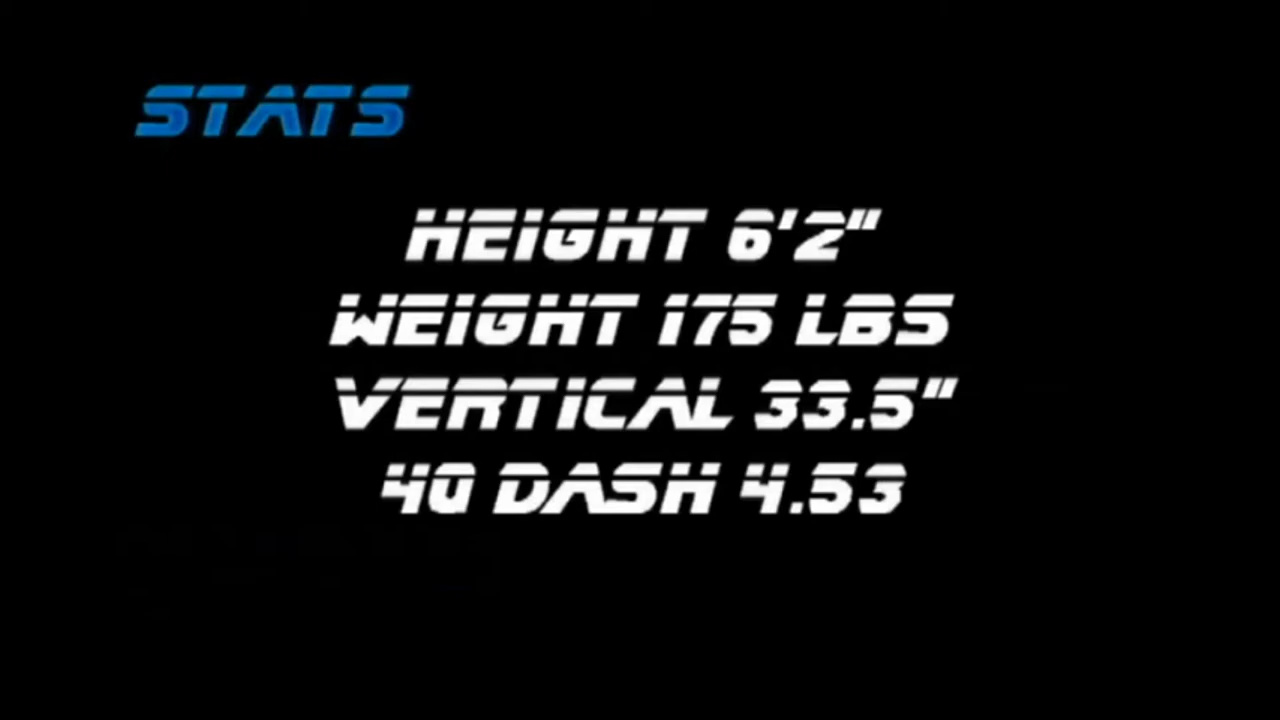 STATS
HEIGHT 6'2"
WEIGHT 175 LBS
VERTICAL 33.5"
40 DASH 4.53